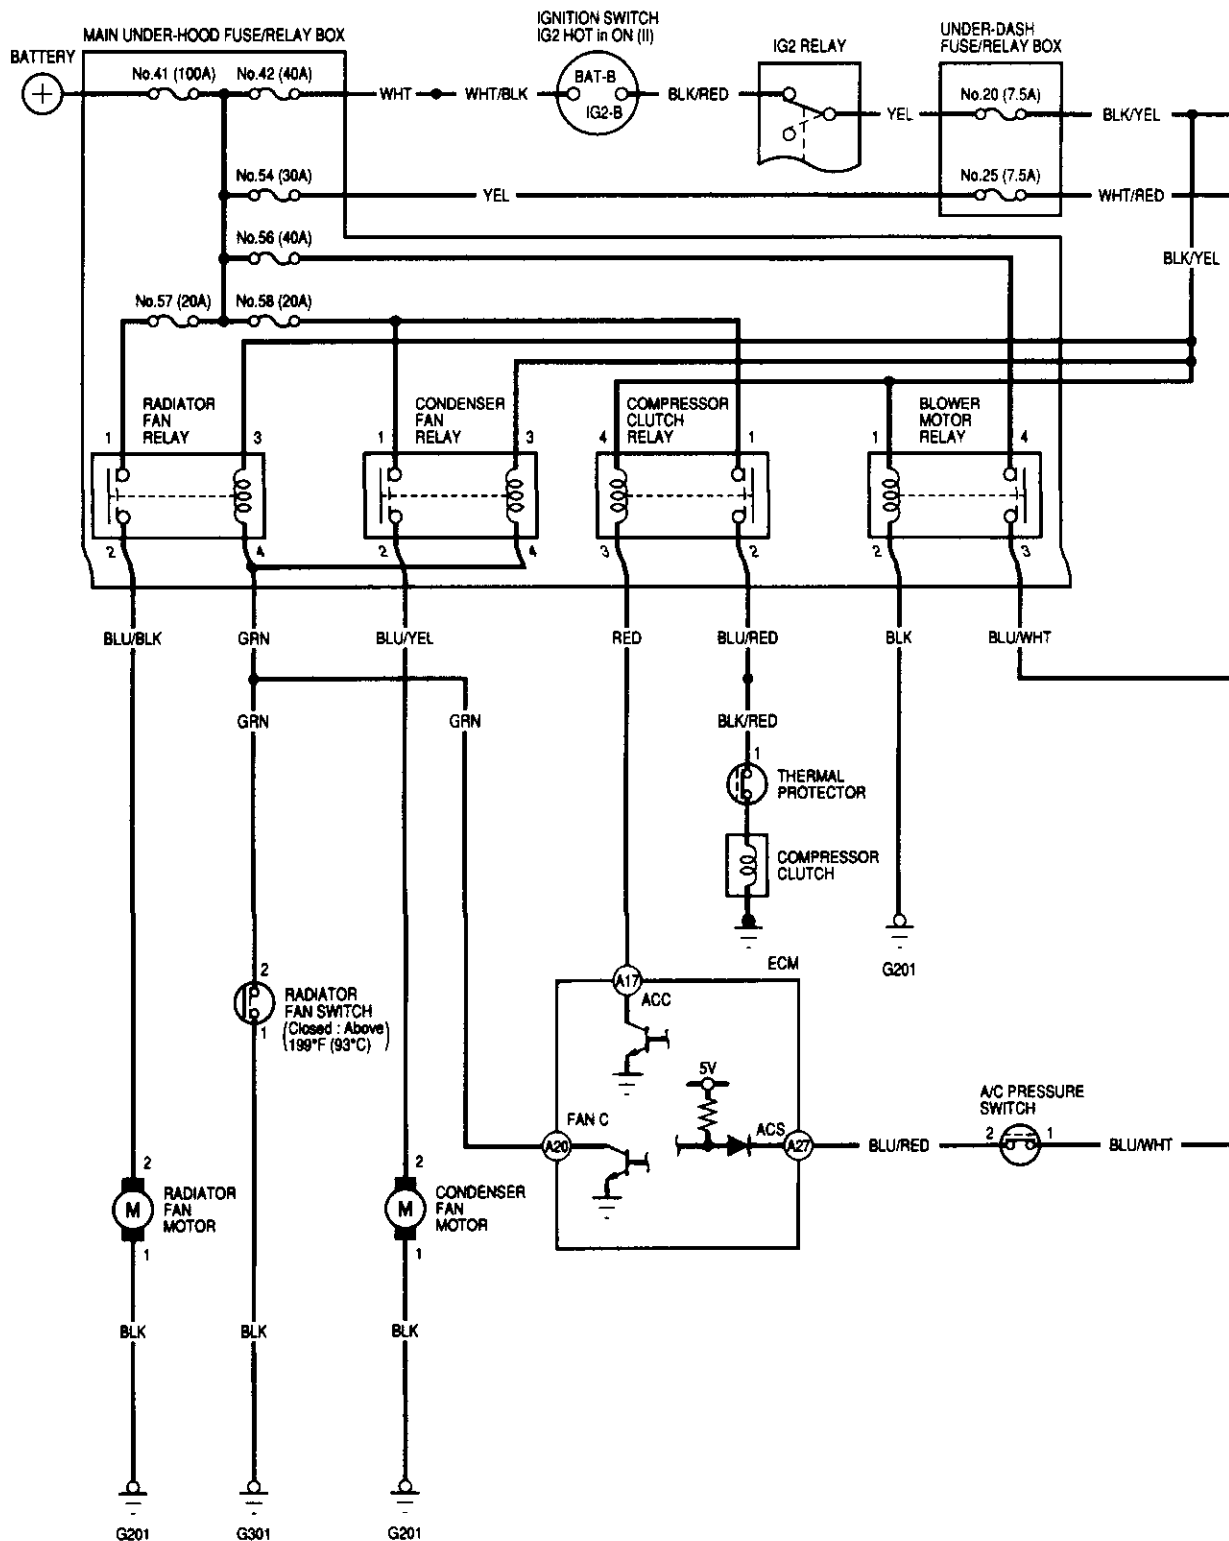 IGNITION SWITCH
IG2 HOT in ON (II)
MAIN UNDER-HOOD FUSE/RELAY BOX
BATTERY
+
No.41 (100A)
No.42 (40A)
WHT
WHT/BLK
BAT-B
IG2-B
BLK/RED
IG2 RELAY
YEL
UNDER-DASH
FUSE/RELAY BOX
No.20 (7.5A)
BLK/YEL
No.54 (30A)
YEL
No.25 (7.5A)
WHT/RED
No.56 (40A)
BLK/YEL
No.57 (20A)
No.58 (20A)
1
RADIATOR
FAN
RELAY
3
1
CONDENSER
FAN
RELAY
3
4
COMPRESSOR
CLUTCH
RELAY
1
1
BLOWER
MOTOR
RELAY
4
2
4
2
4
3
2
2
3
BLU/BLK
GRN
BLU/YEL
RED
BLU/RED
BLK
BLU/WHT
GRN
GRN
BLK/RED
1
THERMAL
PROTECTOR
COMPRESSOR
CLUTCH
G201
2
RADIATOR
FAN SWITCH
(Closed : Above)
199°F (93°C)
1
ECM
A17
ACC
5V
FAN C
A20
ACS
A27
BLU/RED
A/C PRESSURE
SWITCH
2
1
BLU/WHT
2
M
RADIATOR
FAN
MOTOR
1
2
M
CONDENSER
FAN
MOTOR
1
BLK
BLK
BLK
G201
G301
G201